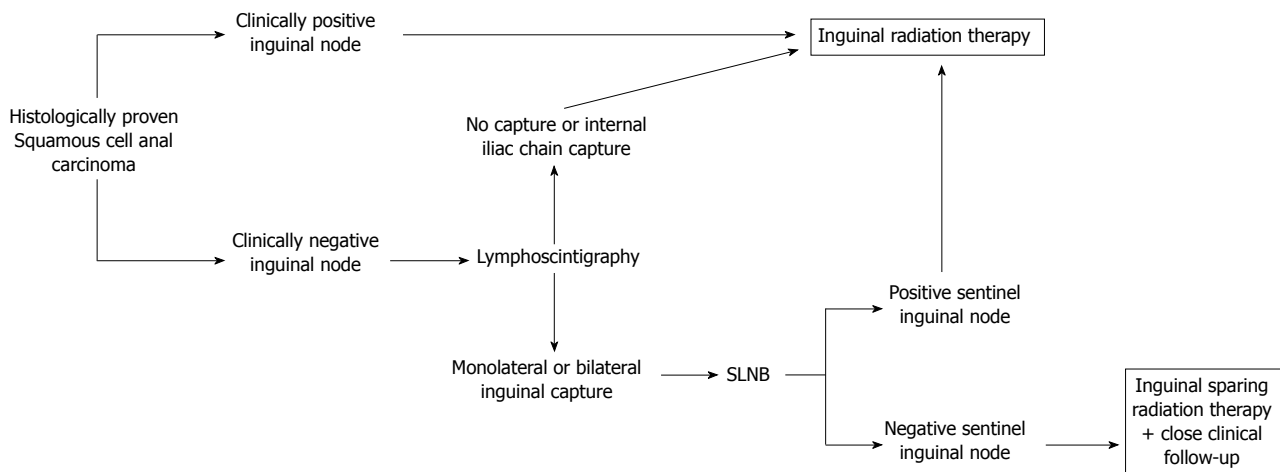 Clinically positive
inguinal node
Inguinal radiation therapy
Histologically proven
Squamous cell anal
carcinoma
No capture or internal
iliac chain capture
Clinically negative
inguinal node
Lymphoscintigraphy
Positive sentinel
inguinal node
Monolateral or bilateral
inguinal capture
SLNB
Negative sentinel
inguinal node
Inguinal sparing
radiation therapy
+ close clinical
follow-up